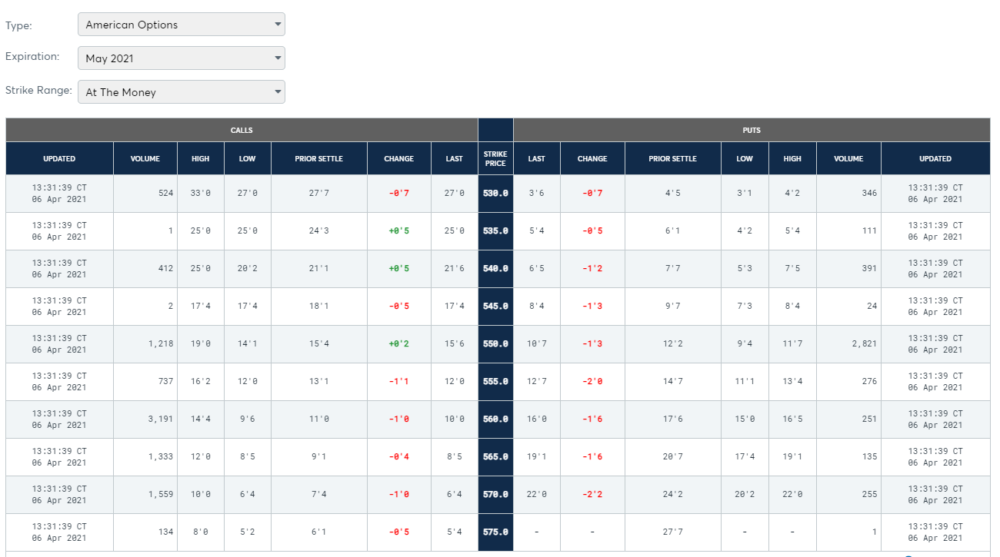 Type: American Options
Expiration: May 2021
Strike Range: At The Money
CALLS PUTS
UPDATED VOLUME HIGH LOW PRIOR SETTLE CHANGE LAST STRIKE PRICE LAST CHANGE PRIOR SETTLE LOW HIGH VOLUME UPDATED
13:31:39 CT 06 Apr 2021 524 33'0 27'0 27'7 -0'7 27'0 530.0 3'6 -0'7 4'5 3'1 4'2 346 13:31:39 CT 06 Apr 2021
13:31:39 CT 06 Apr 2021 1 25'0 25'0 24'3 +0'5 25'0 535.0 5'4 -0'5 6'1 4'2 5'4 111 13:31:39 CT 06 Apr 2021
13:31:39 CT 06 Apr 2021 412 25'0 20'2 21'1 +0'5 21'6 540.0 6'5 -1'2 7'7 5'3 7'5 391 13:31:39 CT 06 Apr 2021
13:31:39 CT 06 Apr 2021 2 17'4 17'4 18'1 -0'5 17'4 545.0 8'4 -1'3 9'7 7'3 8'4 24 13:31:39 CT 06 Apr 2021
13:31:39 CT 06 Apr 2021 1,218 19'0 14'1 15'4 +0'2 15'6 550.0 10'7 -1'3 12'2 9'4 11'7 2,821 13:31:39 CT 06 Apr 2021
13:31:39 CT 06 Apr 2021 737 16'2 12'0 13'1 -1'1 12'0 555.0 12'7 -2'0 14'7 11'1 13'4 276 13:31:39 CT 06 Apr 2021
13:31:39 CT 06 Apr 2021 3,191 14'4 9'6 11'0 -1'0 10'0 560.0 16'0 -1'6 17'6 15'0 16'5 251 13:31:39 CT 06 Apr 2021
13:31:39 CT 06 Apr 2021 1,333 12'0 8'5 9'1 -0'4 8'5 565.0 19'1 -1'6 20'7 17'4 19'1 135 13:31:39 CT 06 Apr 2021
13:31:39 CT 06 Apr 2021 1,559 10'0 6'4 7'4 -1'0 6'4 570.0 22'0 -2'2 24'2 20'2 22'0 255 13:31:39 CT 06 Apr 2021
13:31:39 CT 06 Apr 2021 134 8'0 5'2 6'1 -0'5 5'4 575.0 - - 27'7 - - 1 13:31:39 CT 06 Apr 2021